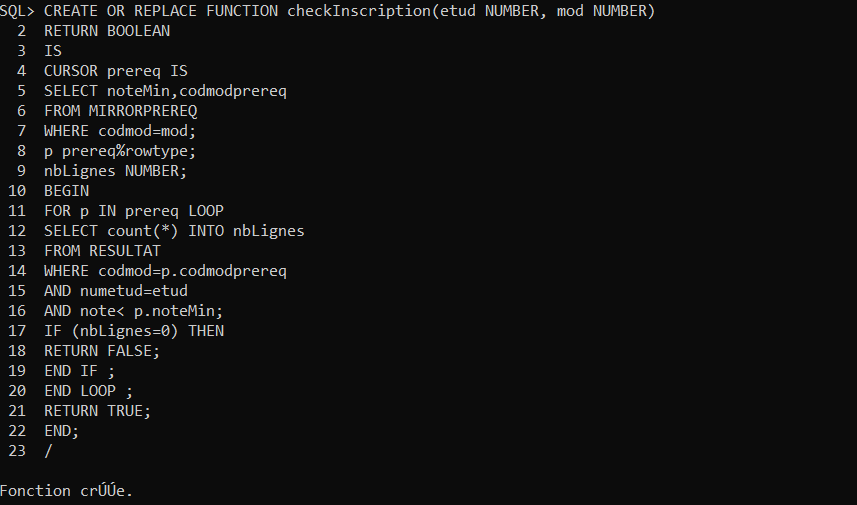 SQL> CREATE OR REPLACE FUNCTION checkInscription(etud NUMBER, mod NUMBER)
  2  RETURN BOOLEAN
  3  IS
  4  CURSOR prereq IS
  5  SELECT noteMin,codmodprereq
  6  FROM MIRRORPREREQ
  7  WHERE codmod=mod;
  8  p prereq%rowtype;
  9  nbLignes NUMBER;
 10  BEGIN
 11  FOR p IN prereq LOOP
 12  SELECT count(*) INTO nbLignes
 13  FROM RESULTAT
 14  WHERE codmod=p.codmodprereq
 15  AND numetud=etud
 16  AND note< p.noteMin;
 17  IF (nbLignes=0) THEN
 18  RETURN FALSE;
 19  END IF ;
 20  END LOOP ;
 21  RETURN TRUE;
 22  END;
 23  /
Fonction crÚÚe.